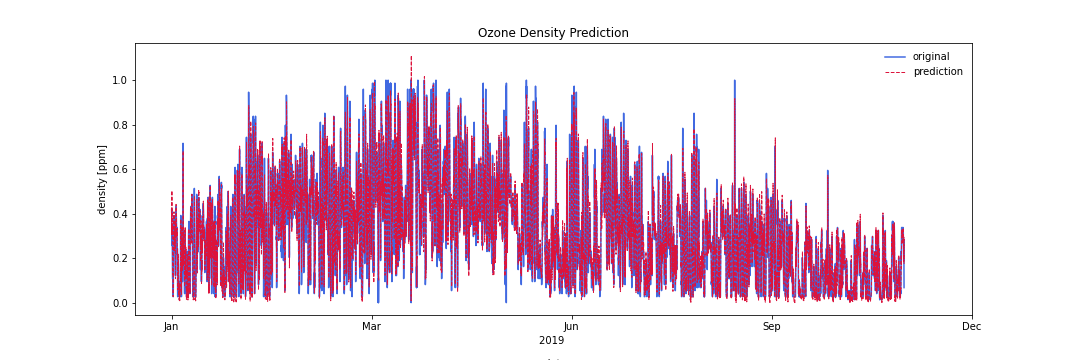 Ozone Density Prediction
original
prediction
density [ppm]
1.0
0.8
0.6
0.4
0.2
0.0
Jan
Mar
Jun
Sep
Dec
2019